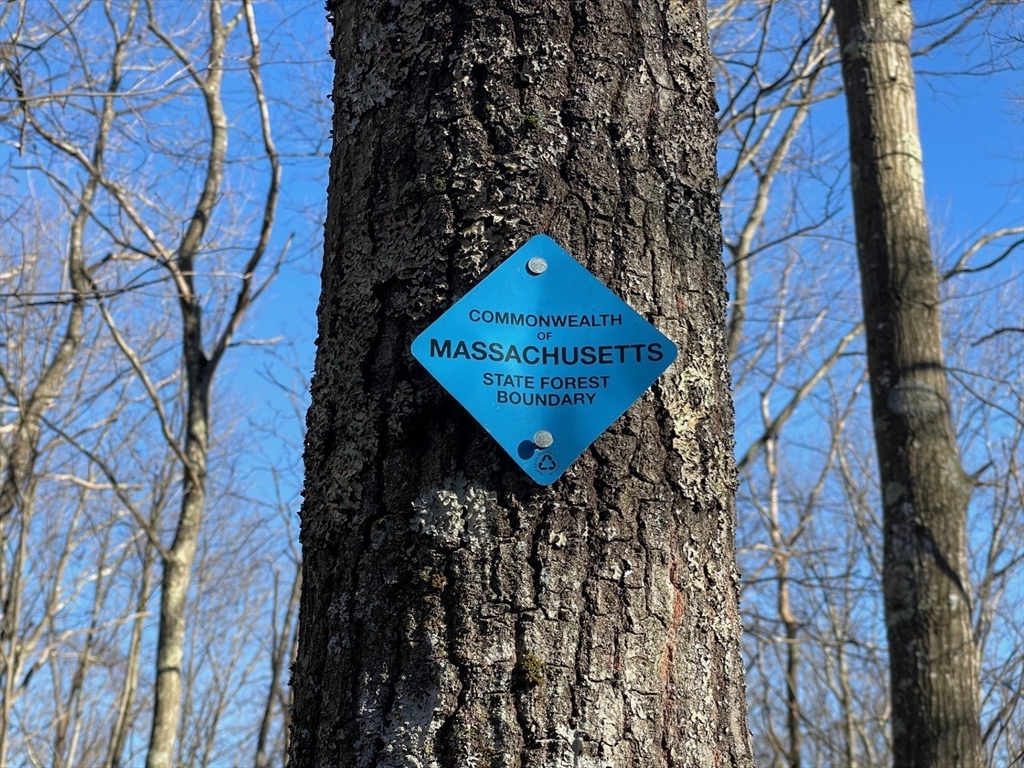 COMMONWEALTH
OF
MASSACHUSETTS
STATE FOREST
BOUNDARY